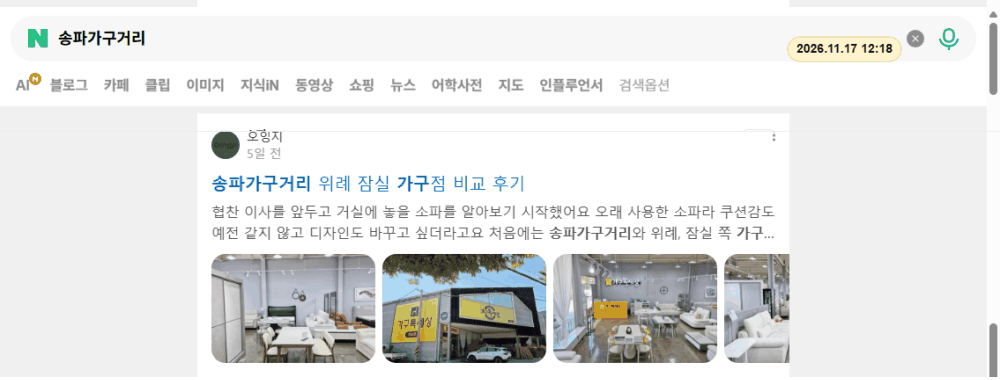 송파가구거리
2026.11.17 12:18
AI N 블로그 카페 클립 이미지 지식iN 동영상 쇼핑 뉴스 어학사전 지도 인플루언서 검색옵션
오힝지
5일 전
송파가구거리 위례 잠실 가구점 비교 후기
협찬 이사를 앞두고 거실에 놓을 소파를 알아보기 시작했어요 오래 사용한 소파라 쿠션감도
예전 같지 않고 디자인도 바꾸고 싶더라고요 처음에는 송파가구거리와 위례, 잠실 쪽 가구...